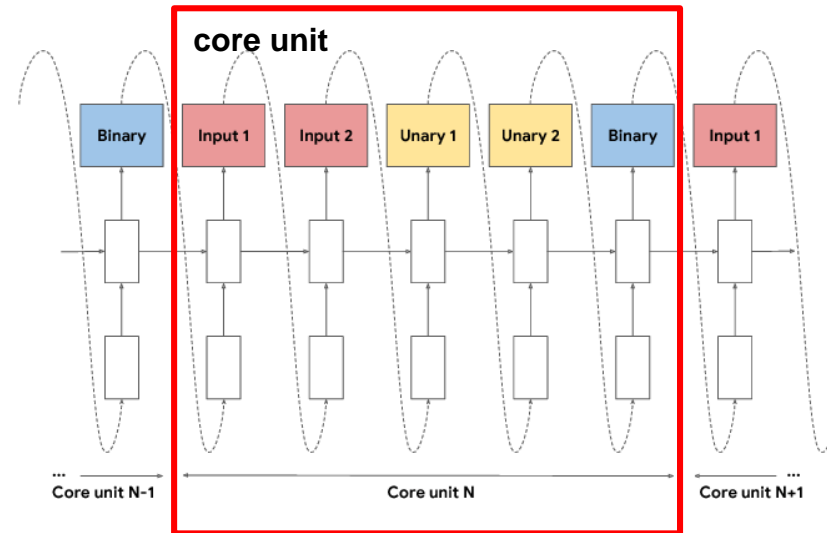 core unit
Binary
Input 1
Input 2
Unary 1
Unary 2
Binary
Input 1
...
...
Core unit N-1
Core unit N
Core unit N+1